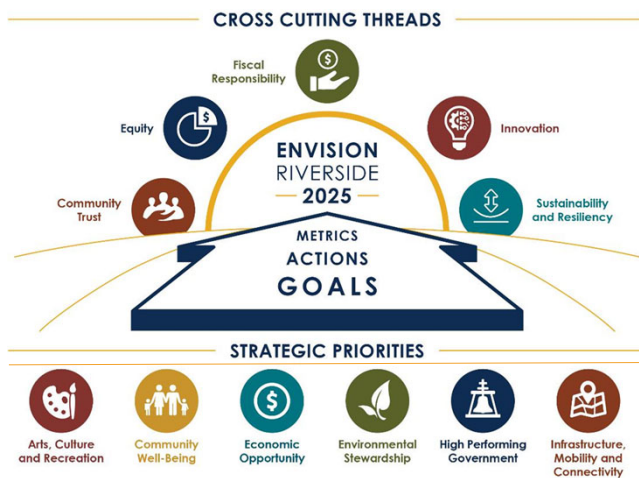 CROSS CUTTING THREADS
Fiscal
Responsibility
$
Equity
$
Innovation
ENVISION
RIVERSIDE
2025
Community
Trust
Sustainability
and Resiliency
METRICS
ACTIONS
GOALS
STRATEGIC PRIORITIES
$
Arts, Culture
and Recreation
Community
Well-Being
Economic
Opportunity
Environmental
Stewardship
High Performing
Government
Infrastructure,
Mobility and
Connectivity